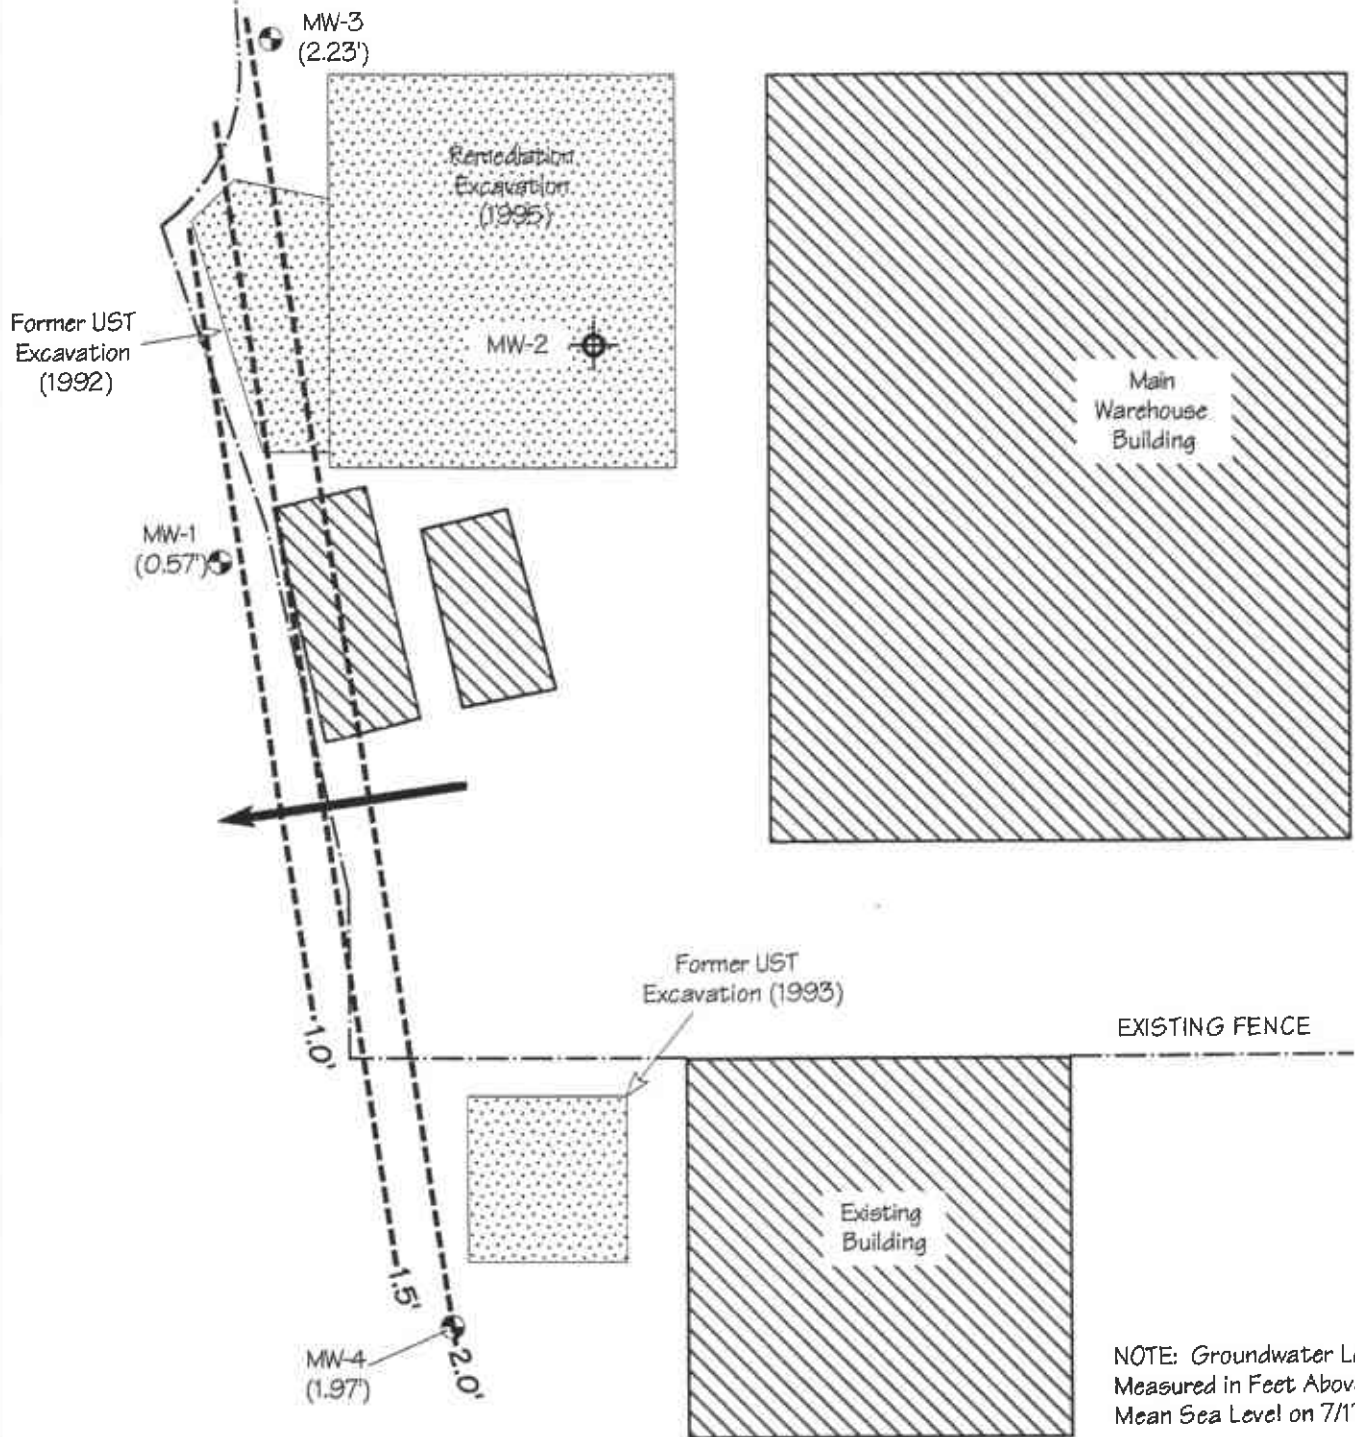 MW-3
(2.23')
Remediation
Excavation
(1995)
Former UST
Excavation
(1992)
MW-2
Main
Warehouse
Building
MW-1
(0.57')
Former UST
Excavation (1993)
1.0'
EXISTING FENCE
Existing
Building
1.5'
MW-4
(1.97')
2.0'
NOTE: Groundwater
Measured in Feet
Mean Sea Level on